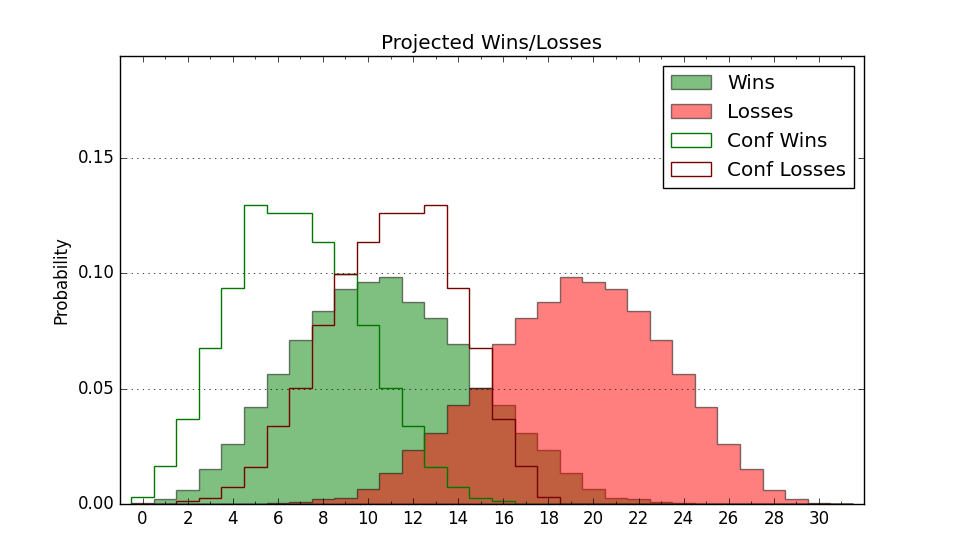 Projected Wins/Losses
Wins
Losses
Conf Wins
Conf Losses
Probability
0.15
0.10
0.05
0.00
0 2 4 6 8 10 12 14 16 18 20 22 24 26 28 30